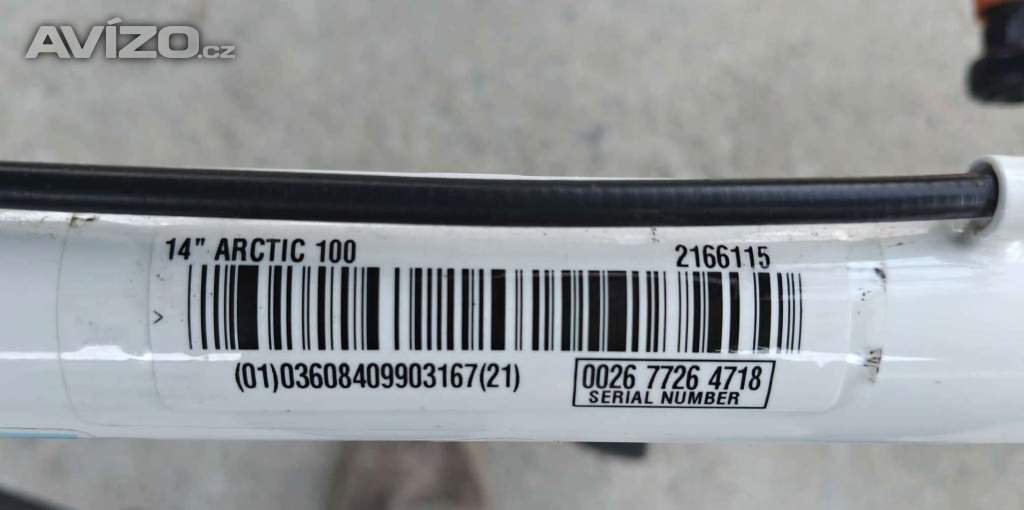 AVÍZO.cz
14" ARCTIC 100 2166115
(01)03608409903167(21)
0026 7726 4718
SERIAL NUMBER